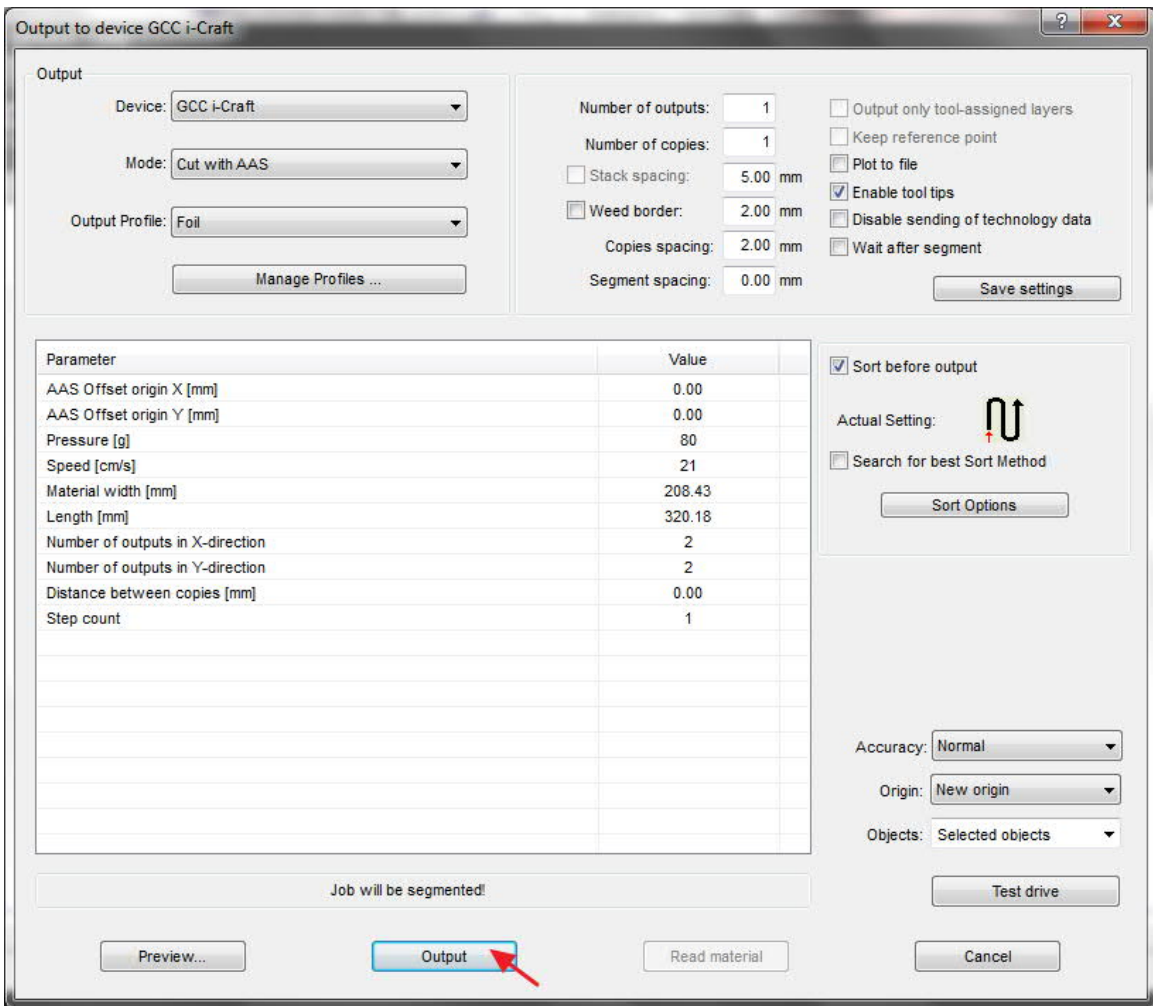 Output to device GCC i-Craft
Output
Device: GCC i-Craft
Mode: Cut with AAS
Output Profile: Foil
Manage Profiles ...
Number of outputs: 1
Number of copies: 1
Stack spacing: 5.00 mm
Weed border: 2.00 mm
Copies spacing: 2.00 mm
Segment spacing: 0.00 mm
Output only tool-assigned layers
Keep reference point
Plot to file
Enable tool tips
Disable sending of technology data
Wait after segment
Save settings
Parameter Value
AAS Offset origin X [mm] 0.00
AAS Offset origin Y [mm] 0.00
Pressure [g] 80
Speed [cm/s] 21
Material width [mm] 208.43
Length [mm] 320.18
Number of outputs in X-direction 2
Number of outputs in Y-direction 2
Distance between copies [mm] 0.00
Step count 1
Sort before output
Actual Setting:
Search for best Sort Method
Sort Options
Accuracy: Normal
Origin: New origin
Objects: Selected objects
Job will be segmented!
Test drive
Preview...
Output
Read material
Cancel